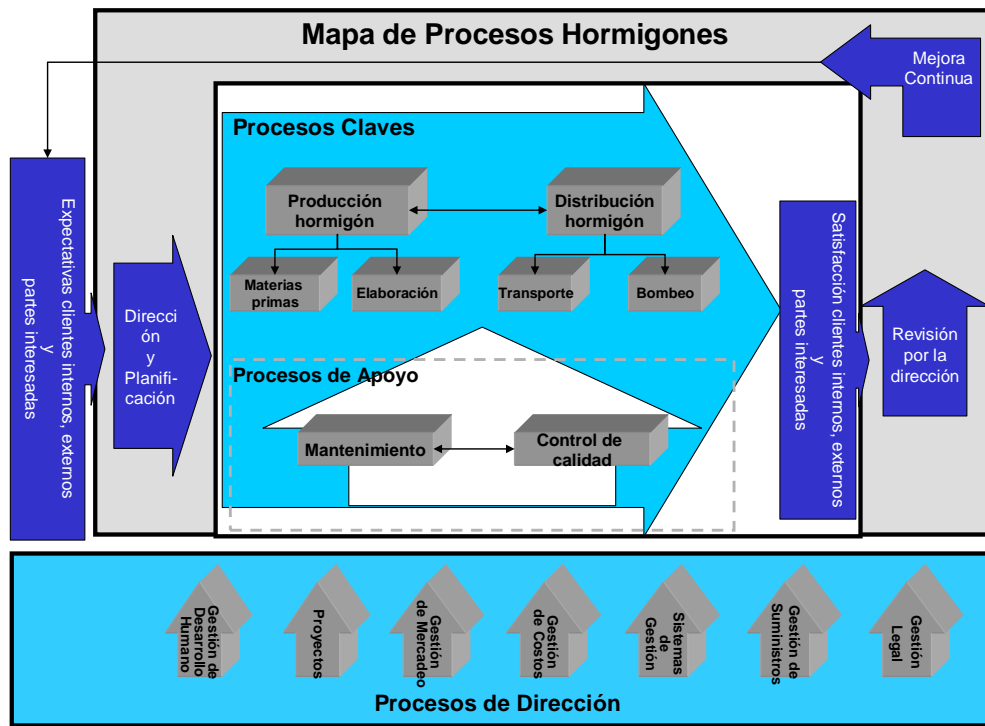 Mapa de Procesos Hormigones
Mejora
Continua
Procesos Claves
Producción
hormigón
Distribución
hormigón
Materias
primas
Elaboración
Transporte
Bombeo
Expectativas clientes internos, externos
y
partes interesadas
Direcci
ón
y
Planifi-
cación
Procesos de Apoyo
Mantenimiento
Control de
calidad
Satisfacción clientes internos, externos
y
partes interesadas
Revisión
por la
dirección
Gestión de
Desarrollo
Humano
Proyectos
Gestión
de Mercadeo
Gestión
de Costos
Sistemas
de
Gestión
Gestión de
Suministros
Gestión
Legal
Procesos de Dirección